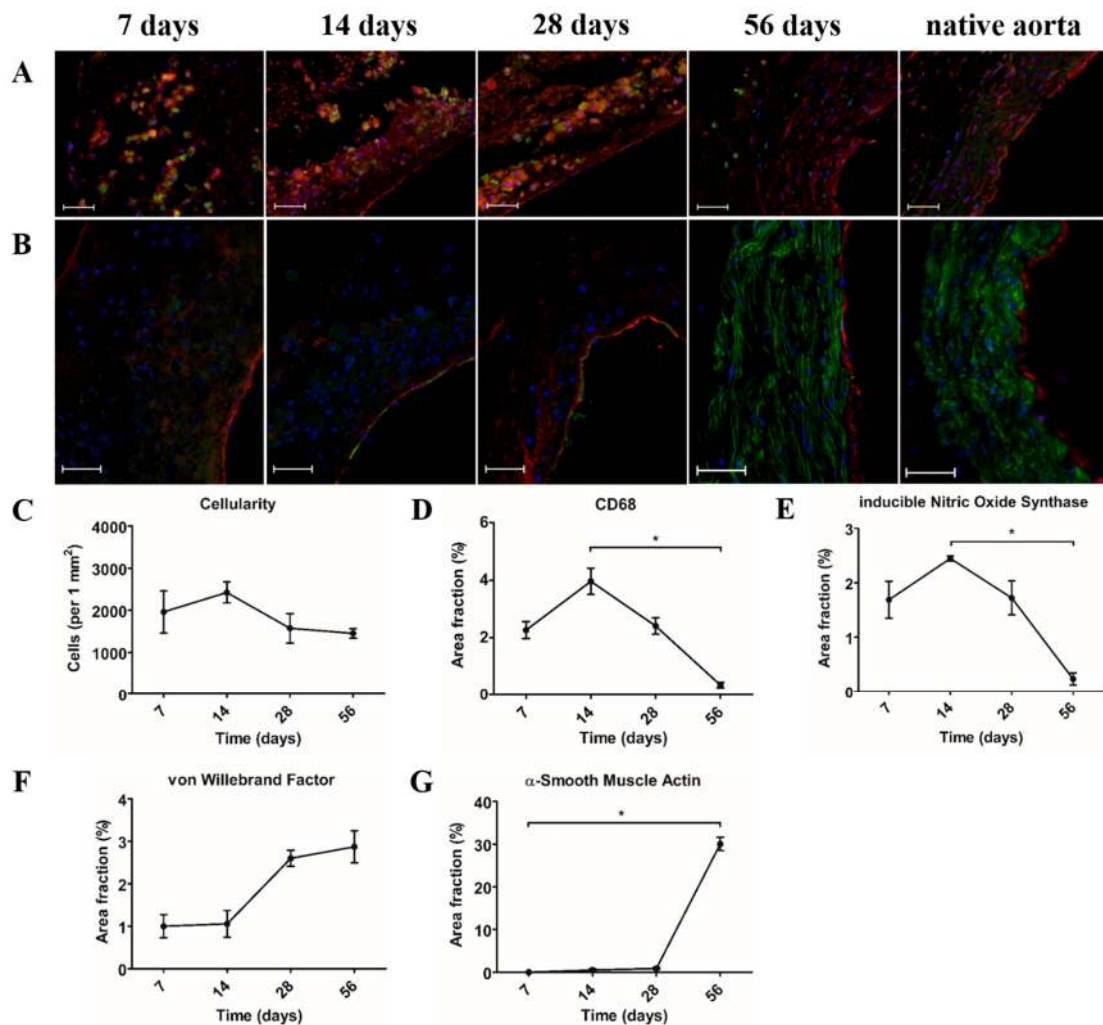 7 days 14 days 28 days 56 days native aorta
A
B
C Cellularity
Cells (per 1 mm²)
4000
3000
2000
1000
0
7 14 28 56
Time (days)
D CD68
Area fraction (%)
6
4
2
0
*
7 14 28 56
Time (days)
E inducible Nitric Oxide Synthase
Area fraction (%)
3
2
1
0
*
7 14 28 56
Time (days)
F von Willebrand Factor
Area fraction (%)
4
3
2
1
0
7 14 28 56
Time (days)
G α-Smooth Muscle Actin
Area fraction (%)
40
30
20
10
0
*
7 14 28 56
Time (days)